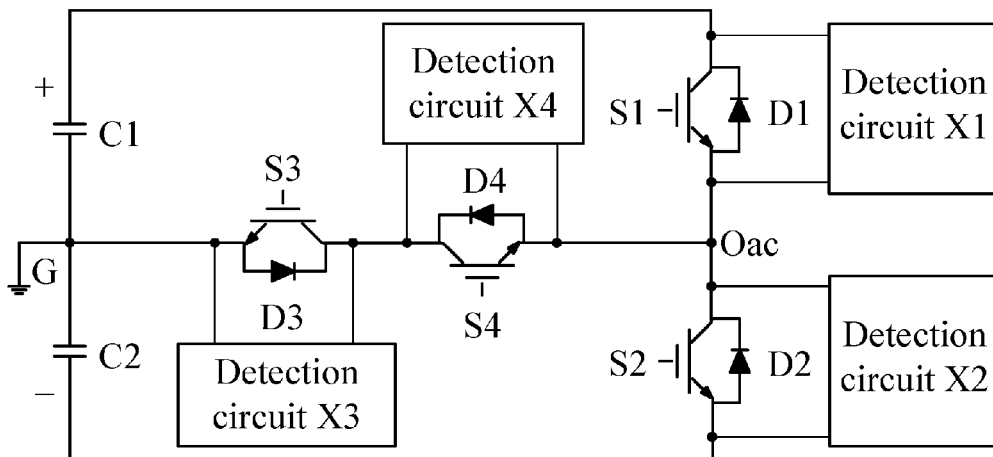 +
C1
G
C2
−
S3
D3
Detection
circuit X3
Detection
circuit X4
D4
S4
S1
D1
Detection
circuit X1
Oac
S2
D2
Detection
circuit X2